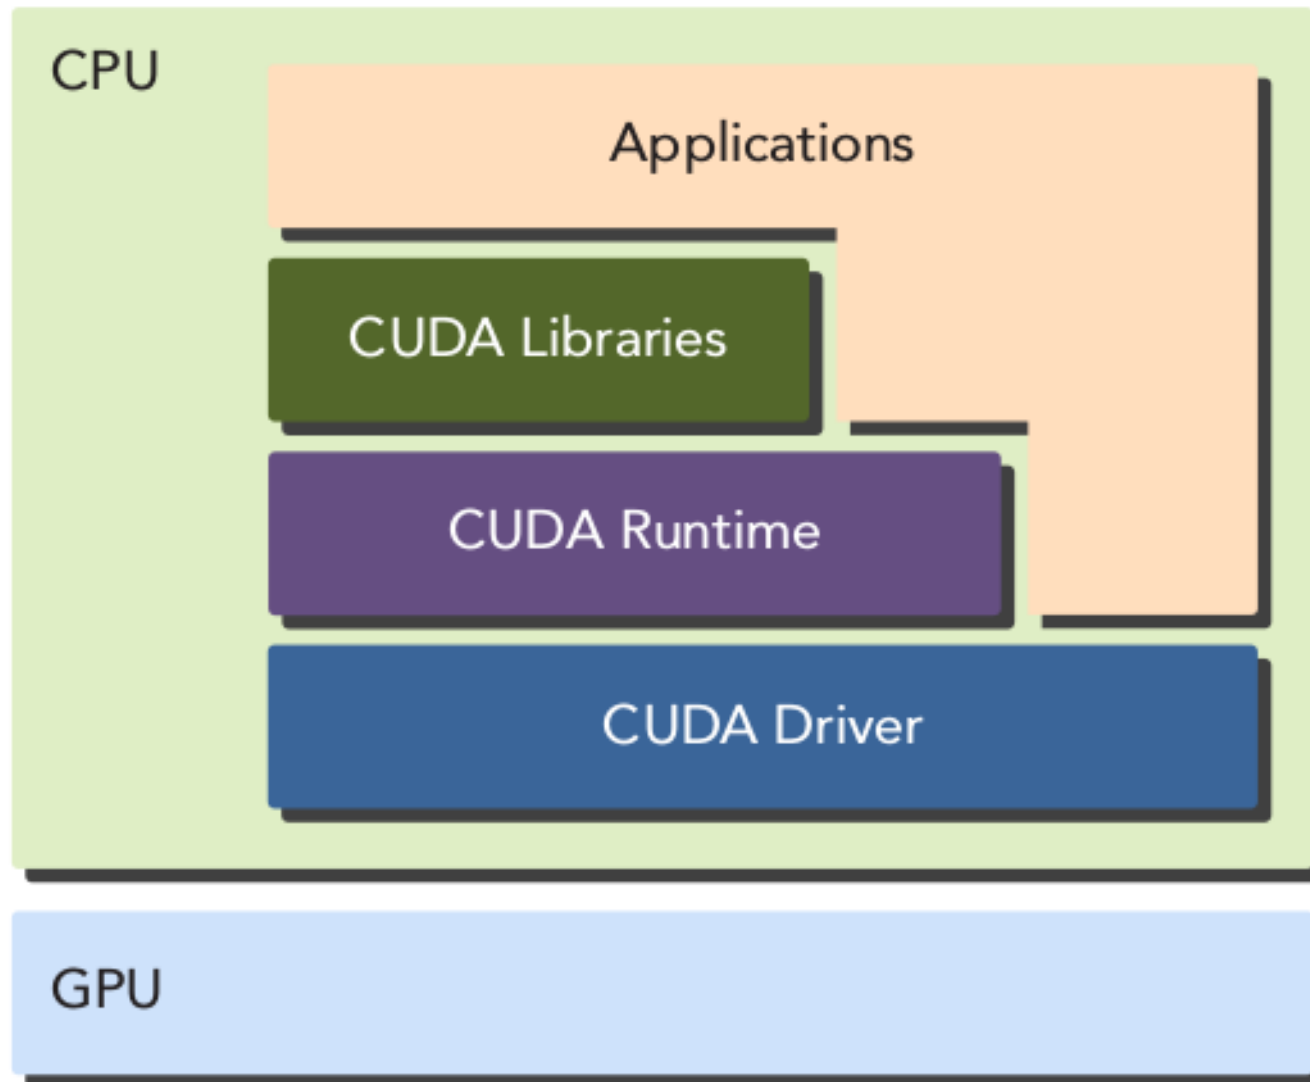 CPU
Applications
CUDA Libraries
CUDA Runtime
CUDA Driver
GPU